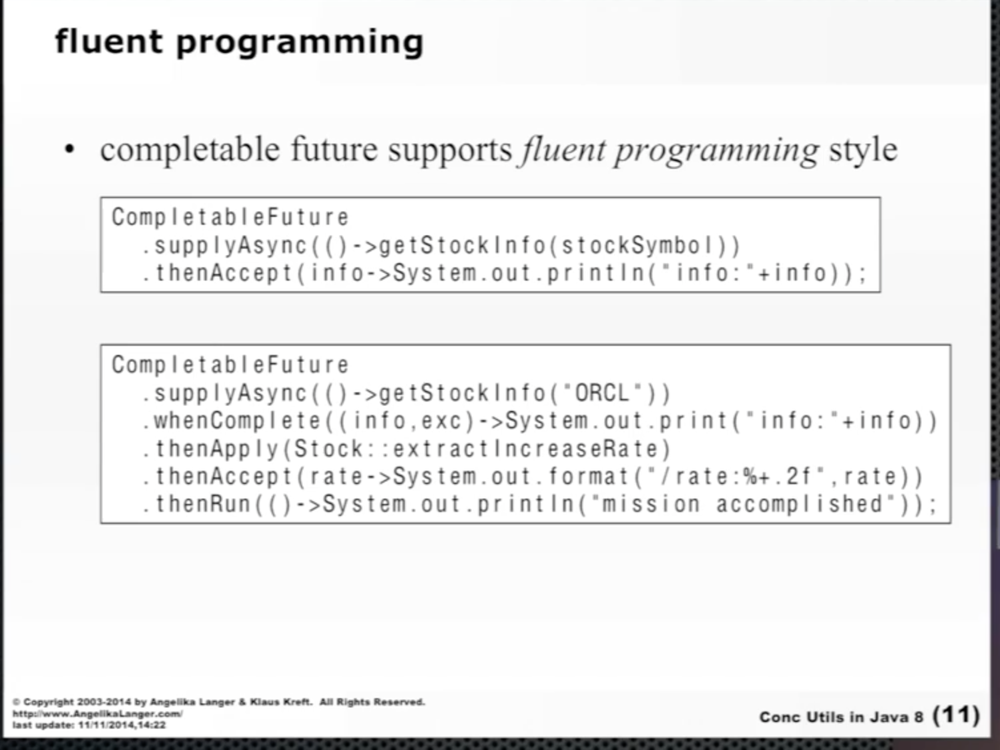 fluent programming
• completable future supports fluent programming style
CompletableFuture
.supplyAsync(()->getStockInfo(stockSymbol))
.thenAccept(info->System.out.println("info:"+info));
CompletableFuture
.supplyAsync(()->getStockInfo("ORCL"))
.whenComplete((info,exc)->System.out.print("info:"+info))
.thenApply(Stock::extractIncreaseRate)
.thenAccept(rate->System.out.format("/rate:%+.2f",rate))
.thenRun(()->System.out.println("mission accomplished"));
© Copyright 2003-2014 by Angelika Langer & Klaus Kreft. All Rights Reserved.
http://www.AngelikaLanger.com/
last update: 11/11/2014,14:22
Conc Utils in Java 8 (11)